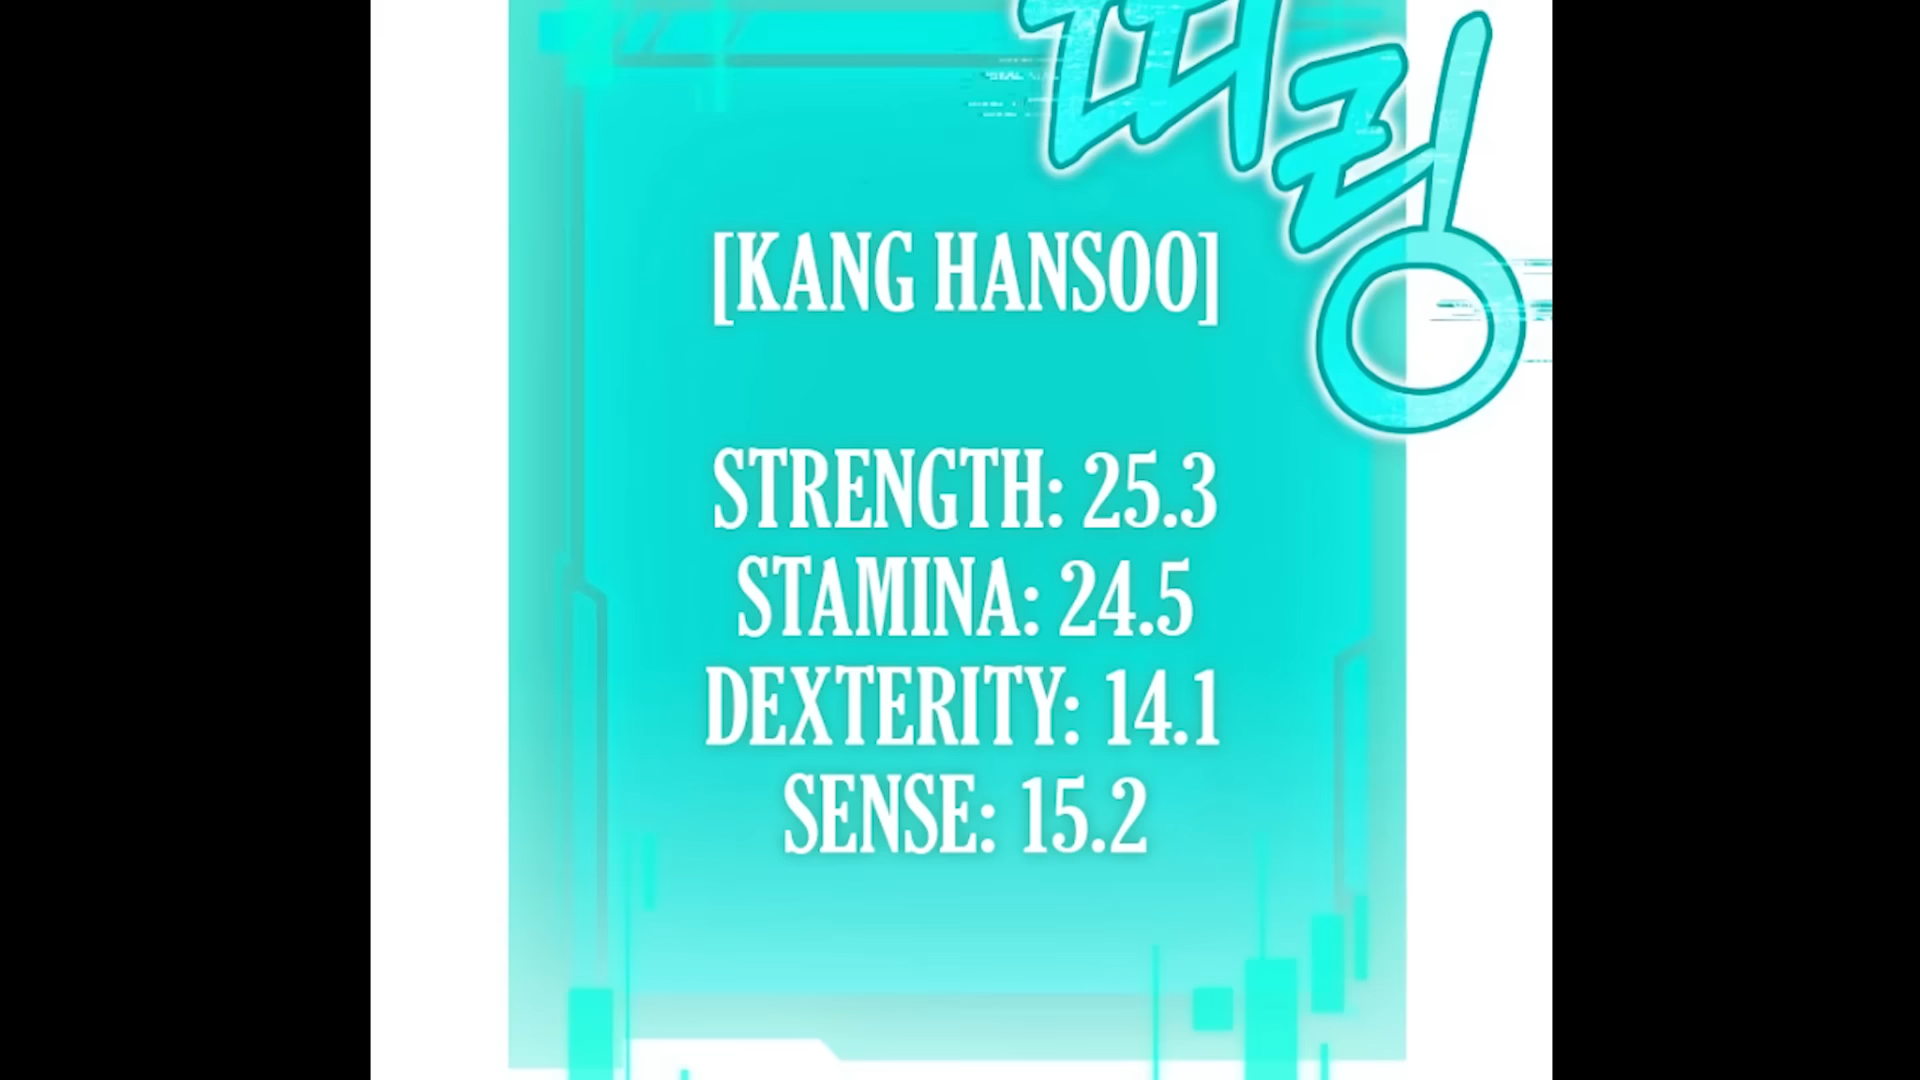 띠링
[KANG HANSOO]
STRENGTH: 25.3
STAMINA: 24.5
DEXTERITY: 14.1
SENSE: 15.2